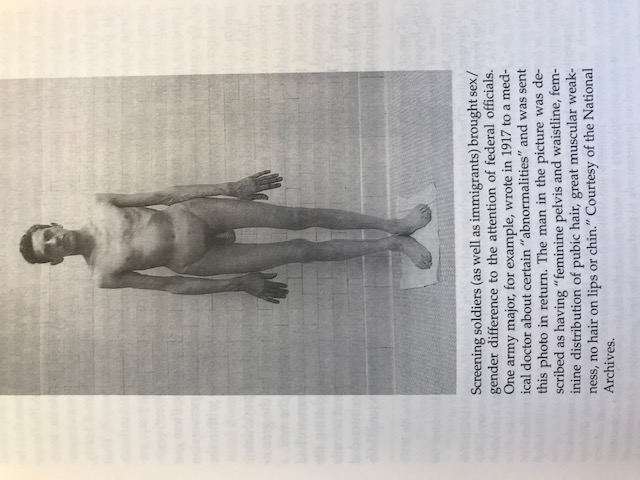 Screening soldiers (as well as immigrants) brought sex/
gender difference to the attention of federal officials.
One army major, for example, wrote in 1917 to a med-
ical doctor about certain "abnormalities" and was sent
this photo in return. The man in the picture was de-
scribed as having "feminine pelvis and waistline, fem-
inine distribution of pubic hair, great muscular weak-
ness, no hair on lips or chin." Courtesy of the National
Archives.